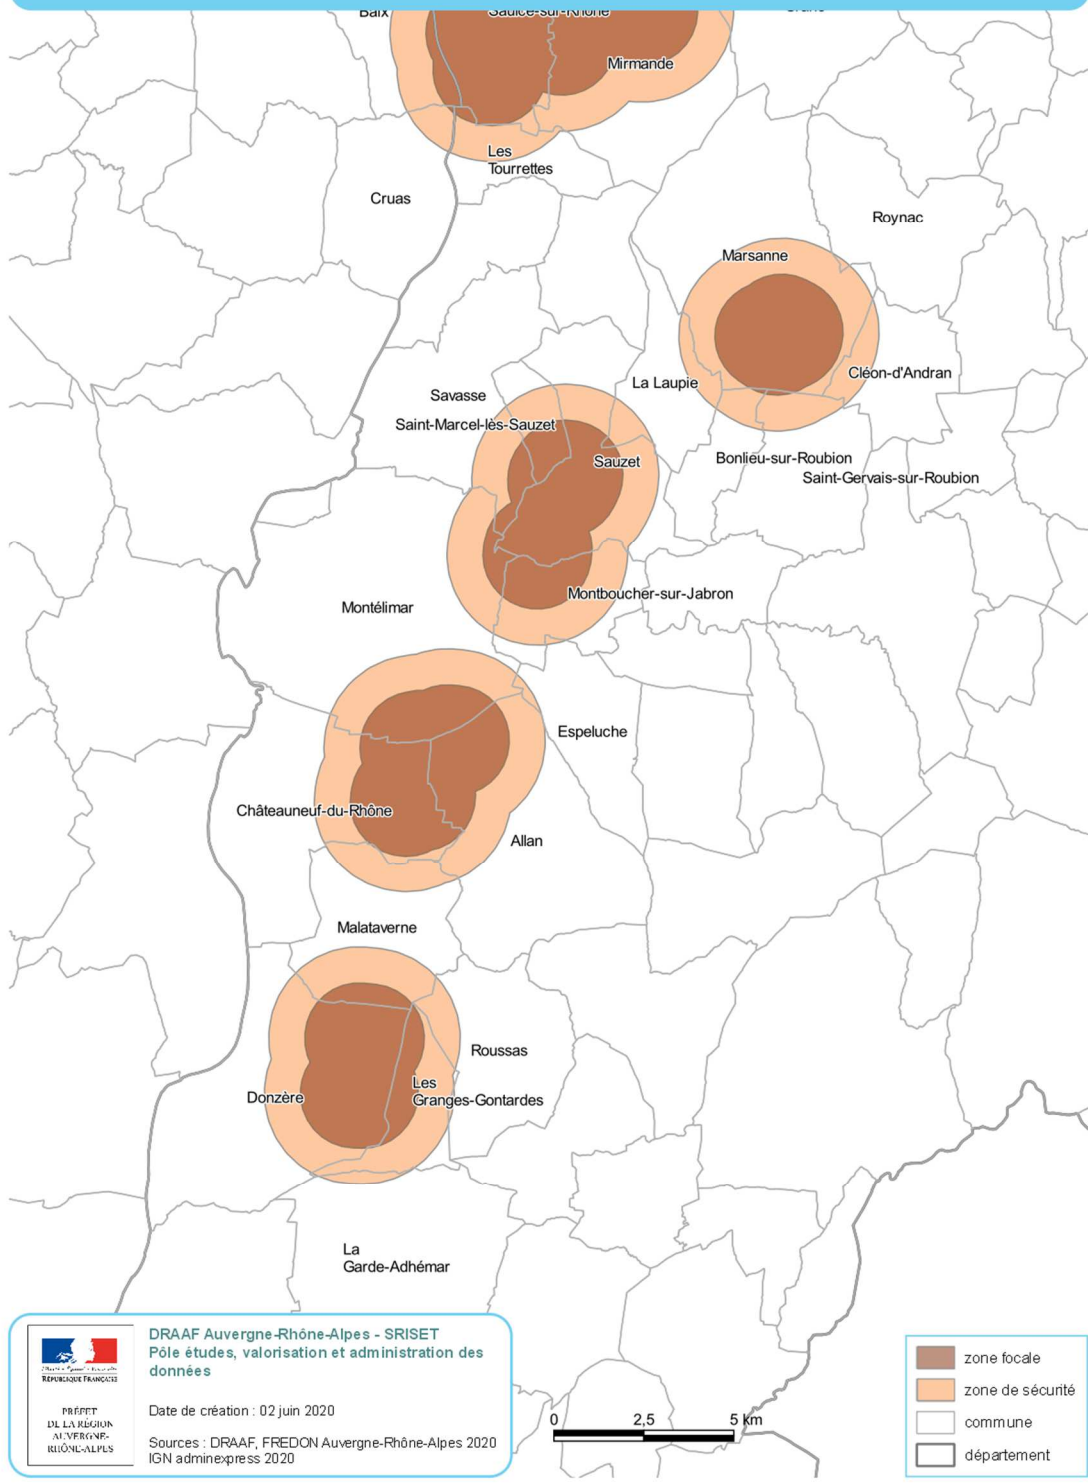 Baix
Saulce-sur-Rhône
Mirmande
Les
Tourrettes
Cruas
Roynac
Marsanne
La Laupie
Cléon-d'Andran
Savasse
Saint-Marcel-lès-Sauzet
Sauzet
Bonlieu-sur-Roubion
Saint-Gervais-sur-Roubion
Montélimar
Montboucher-sur-Jabron
Espeluche
Châteauneuf-du-Rhône
Allan
Malataverne
Roussas
Donzère
Les
Granges-Gontardes
La
Garde-Adhémar
DRAAF Auvergne-Rhône-Alpes - SRISET
Pôle études, valorisation et administration des
données
RÉPUBLIQUE FRANÇAISE
PRÉFET
DE LA RÉGION
AUVERGNE-
RHÔNE-ALPES
Date de création : 02 juin 2020
Sources : DRAAF, FREDON Auvergne-Rhône-Alpes 2020
IGN adminexpress 2020
0 2,5 5 km
zone focale
zone de sécurité
commune
département